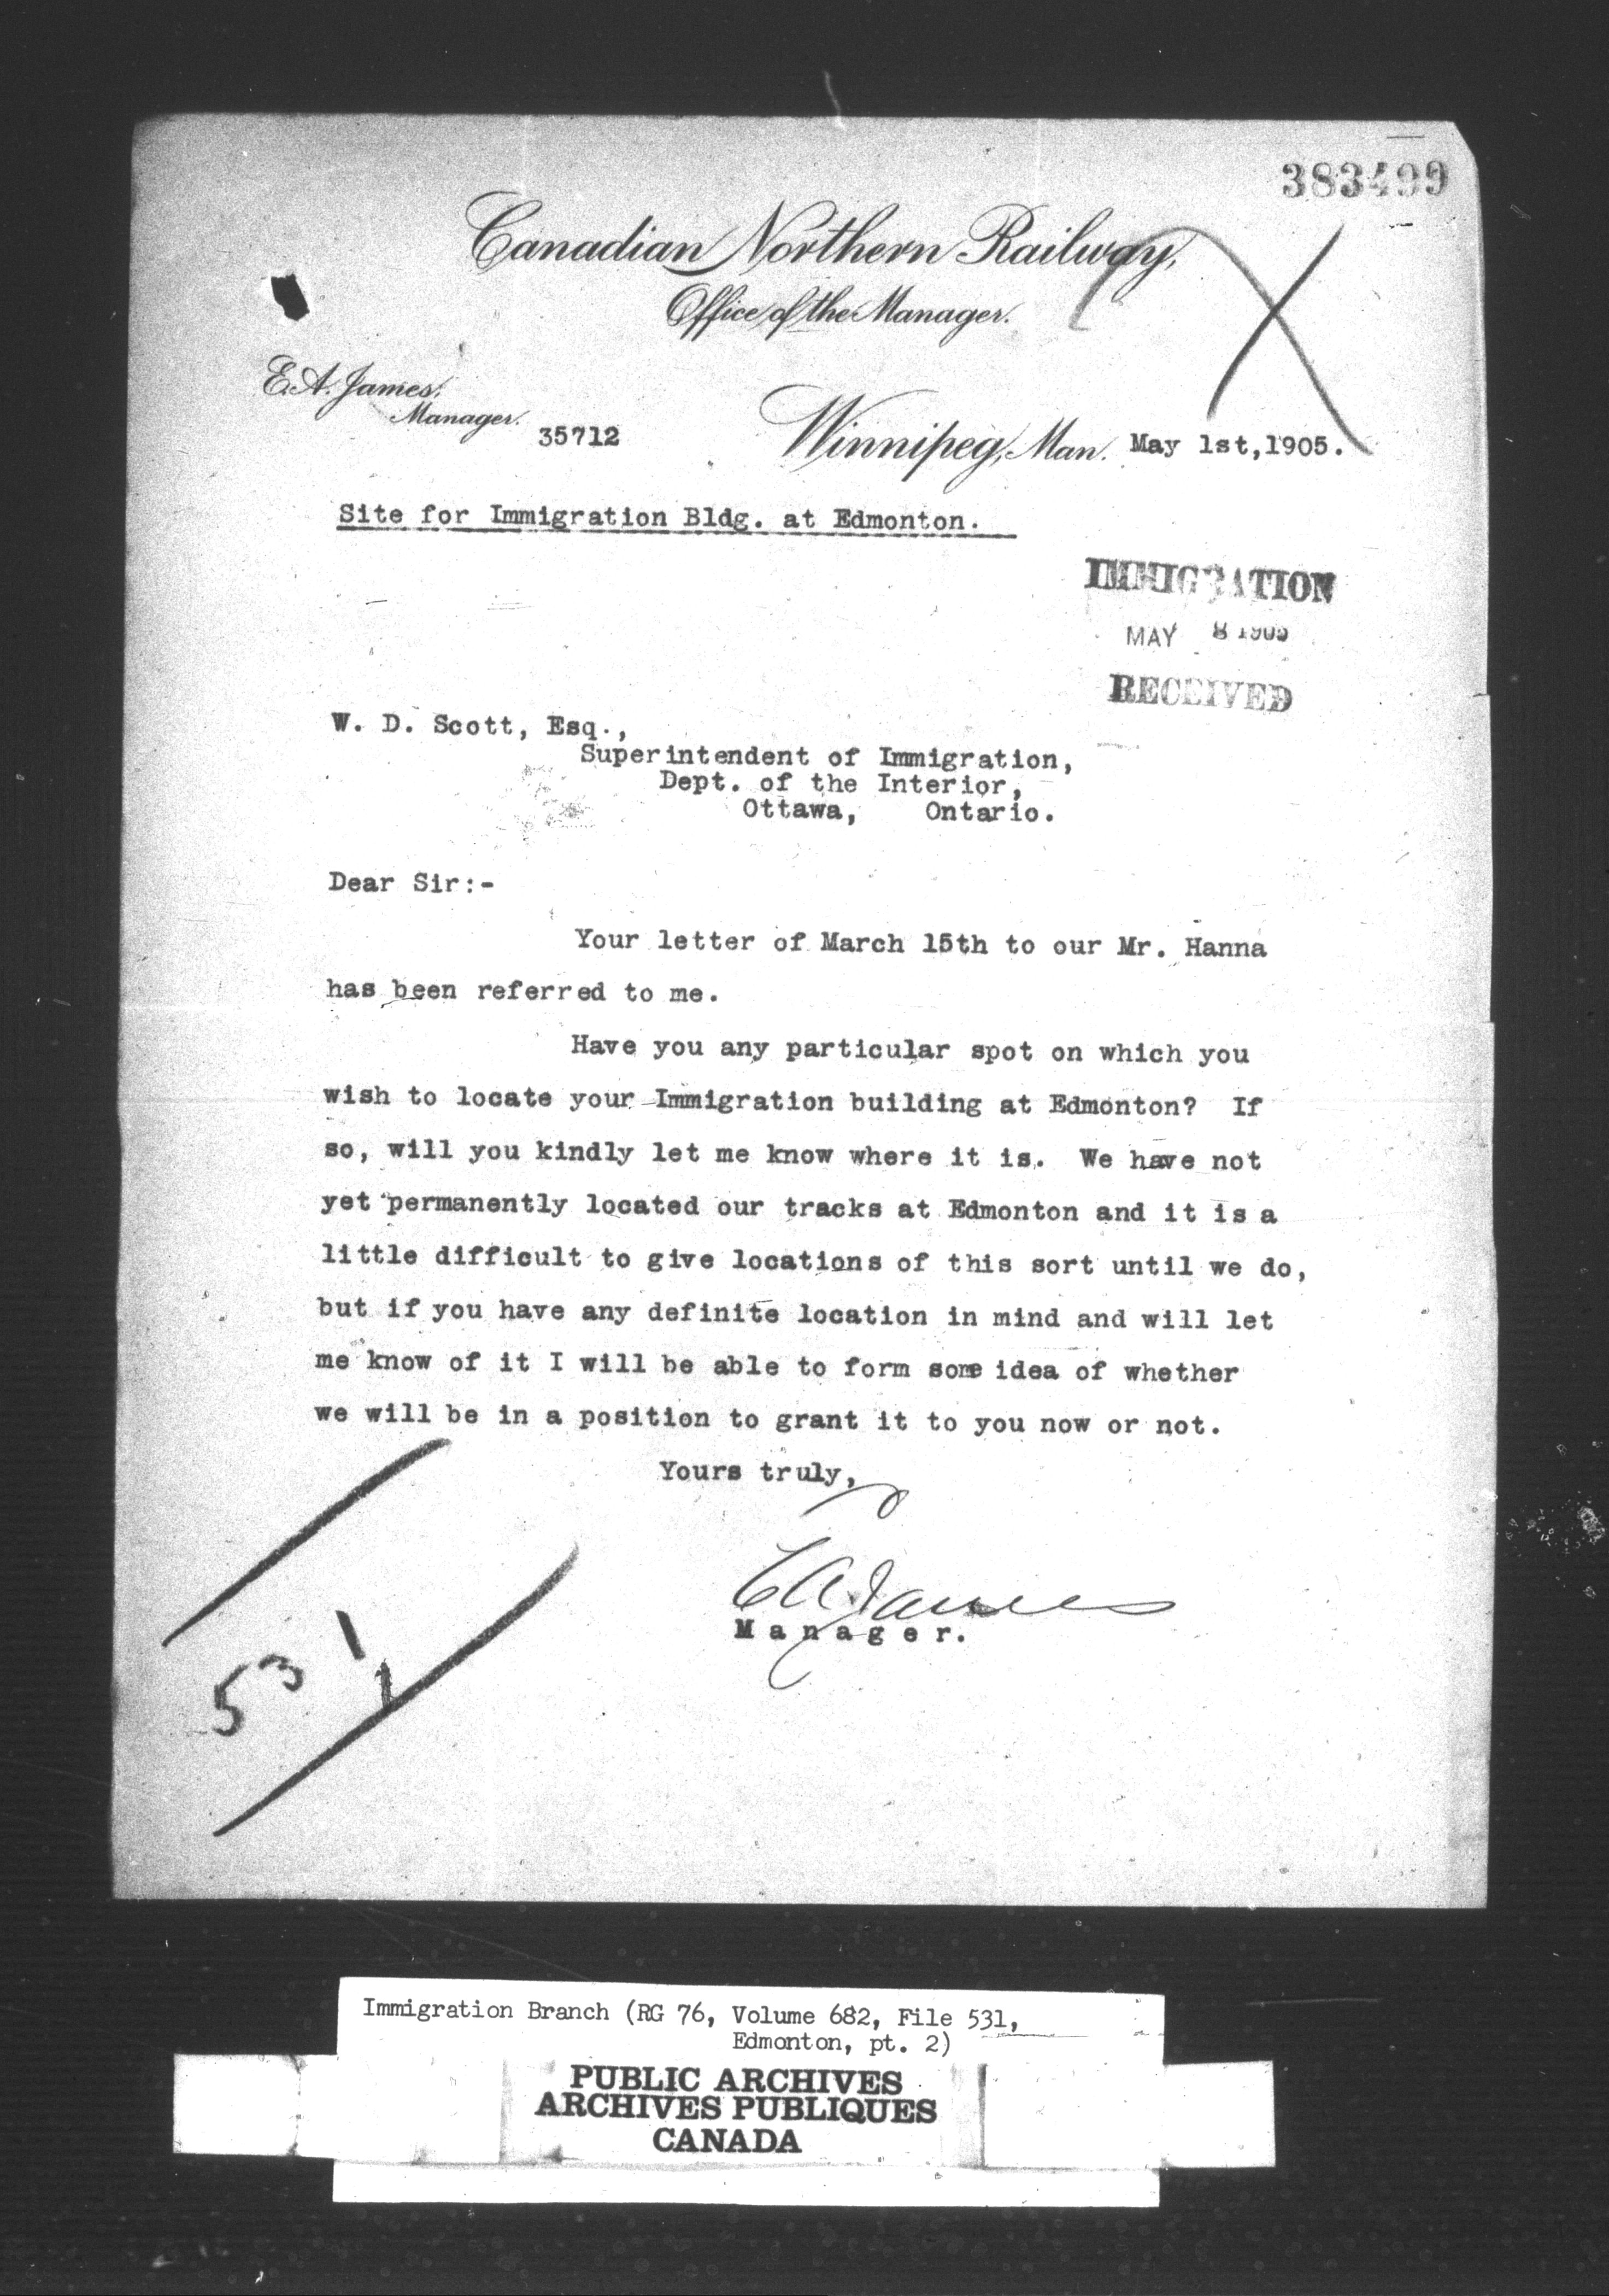 383499
Canadian Northern Railway,
Office of the Manager.
E. A. James,
Manager.
35712
Winnipeg, Man. May 1st,1905.
Site for Immigration Bldg. at Edmonton.
IMMIGRATION
MAY 8 1905
RECEIVED
W. D. Scott, Esq.,
Superintendent of Immigration,
Dept. of the Interior,
Ottawa, Ontario.
Dear Sir:-
Your letter of March 15th to our Mr. Hanna
has been referred to me.
Have you any particular spot on which you
wish to locate your Immigration building at Edmonton? If
so, will you kindly let me know where it is. We have not
yet permanently located our tracks at Edmonton and it is a
little difficult to give locations of this sort until we do,
but if you have any definite location in mind and will let
me know of it I will be able to form some idea of whether
we will be in a position to grant it to you now or not.
Yours truly,
E A James
Manager.
531
1
Immigration Branch (RG 76, Volume 682, File 531,
Edmonton, pt. 2)
PUBLIC ARCHIVES
ARCHIVES PUBLIQUES
CANADA